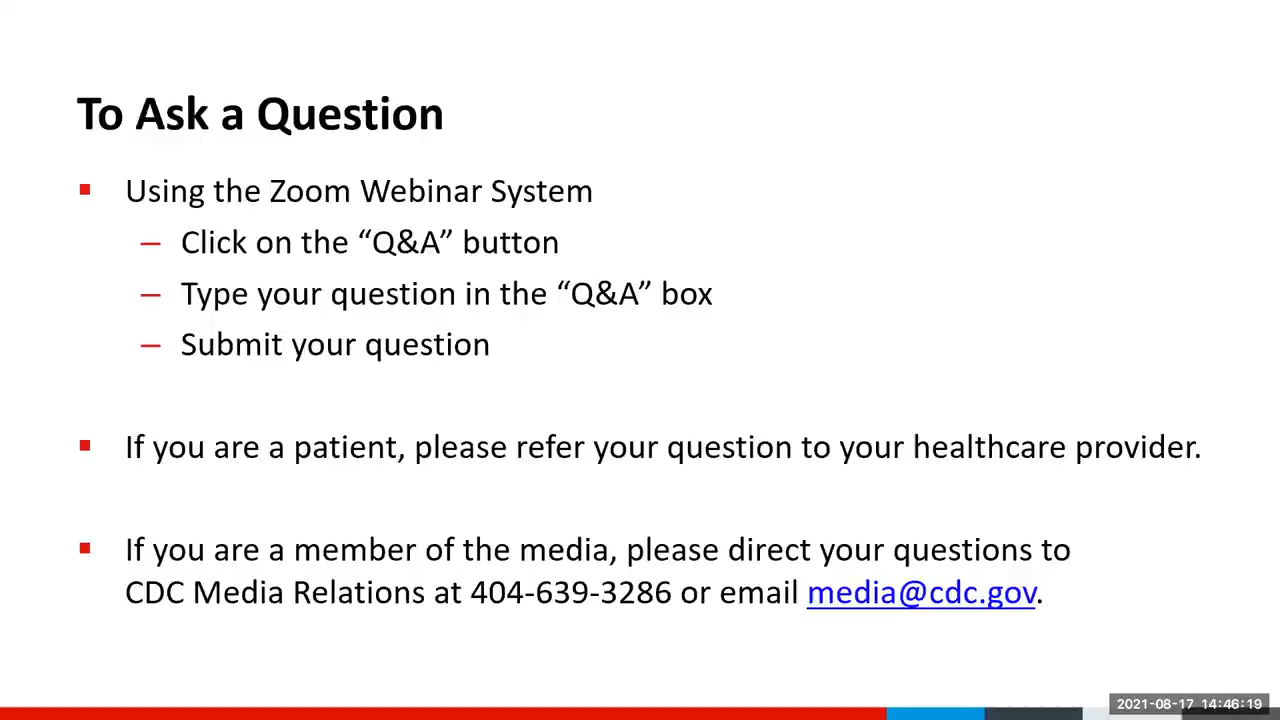 To Ask a Question
▪ Using the Zoom Webinar System
– Click on the “Q&A” button
– Type your question in the “Q&A” box
– Submit your question
▪ If you are a patient, please refer your question to your healthcare provider.
▪ If you are a member of the media, please direct your questions to
CDC Media Relations at 404-639-3286 or email media@cdc.gov.
2021-08-17 14:46:19